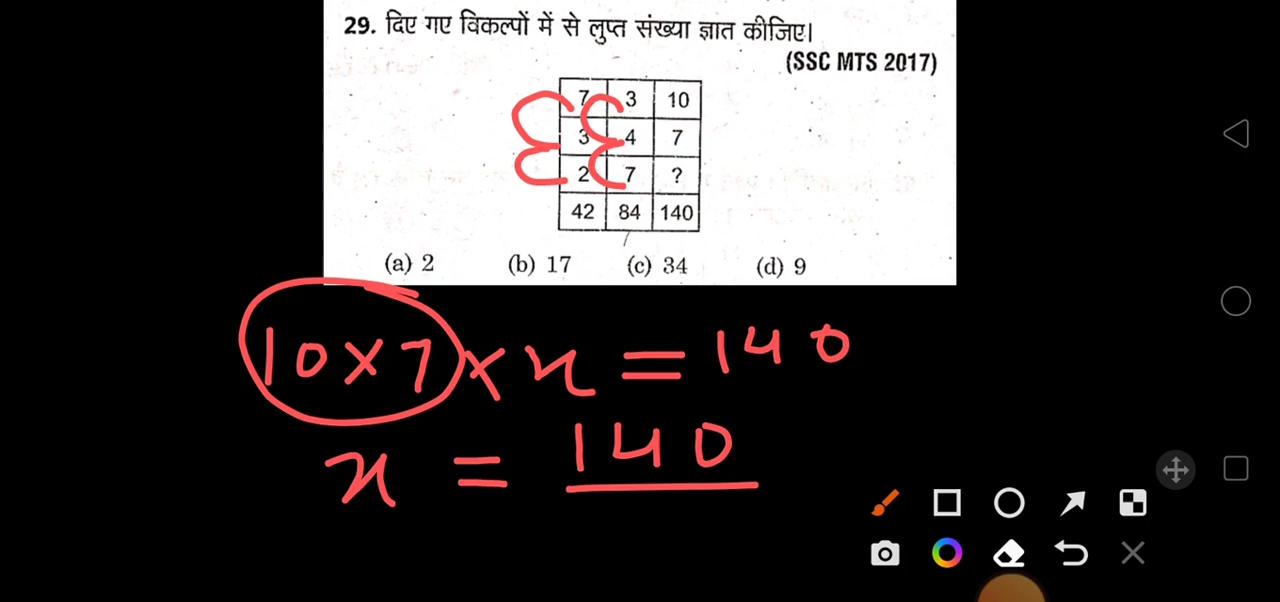 29. दिए गए विकल्पों में से लुप्त संख्या ज्ञात कीजिए।
(SSC MTS 2017)
7 3 10
3 4 7
2 7 ?
42 84 140
(a) 2 (b) 17 (c) 34 (d) 9
10 × 7 × x = 140
x = 140